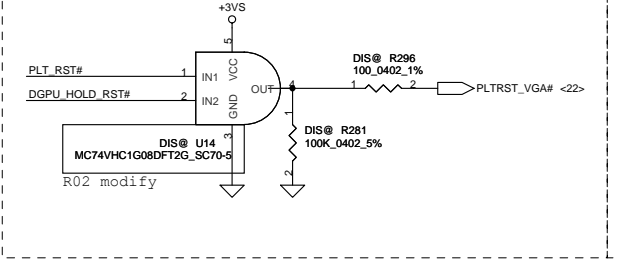 +3VS
5
DIS@ R296
100_0402_1%
PLT_RST#
1
IN1
VCC
OUT
4
1
2
PLTRST_VGA# <22>
DGPU_HOLD_RST#
2
IN2
GND
1
DIS@ R281
100K_0402_5%
3
DIS@ U14
MC74VHC1G08DFT2G_SC70-5
2
R02 modify